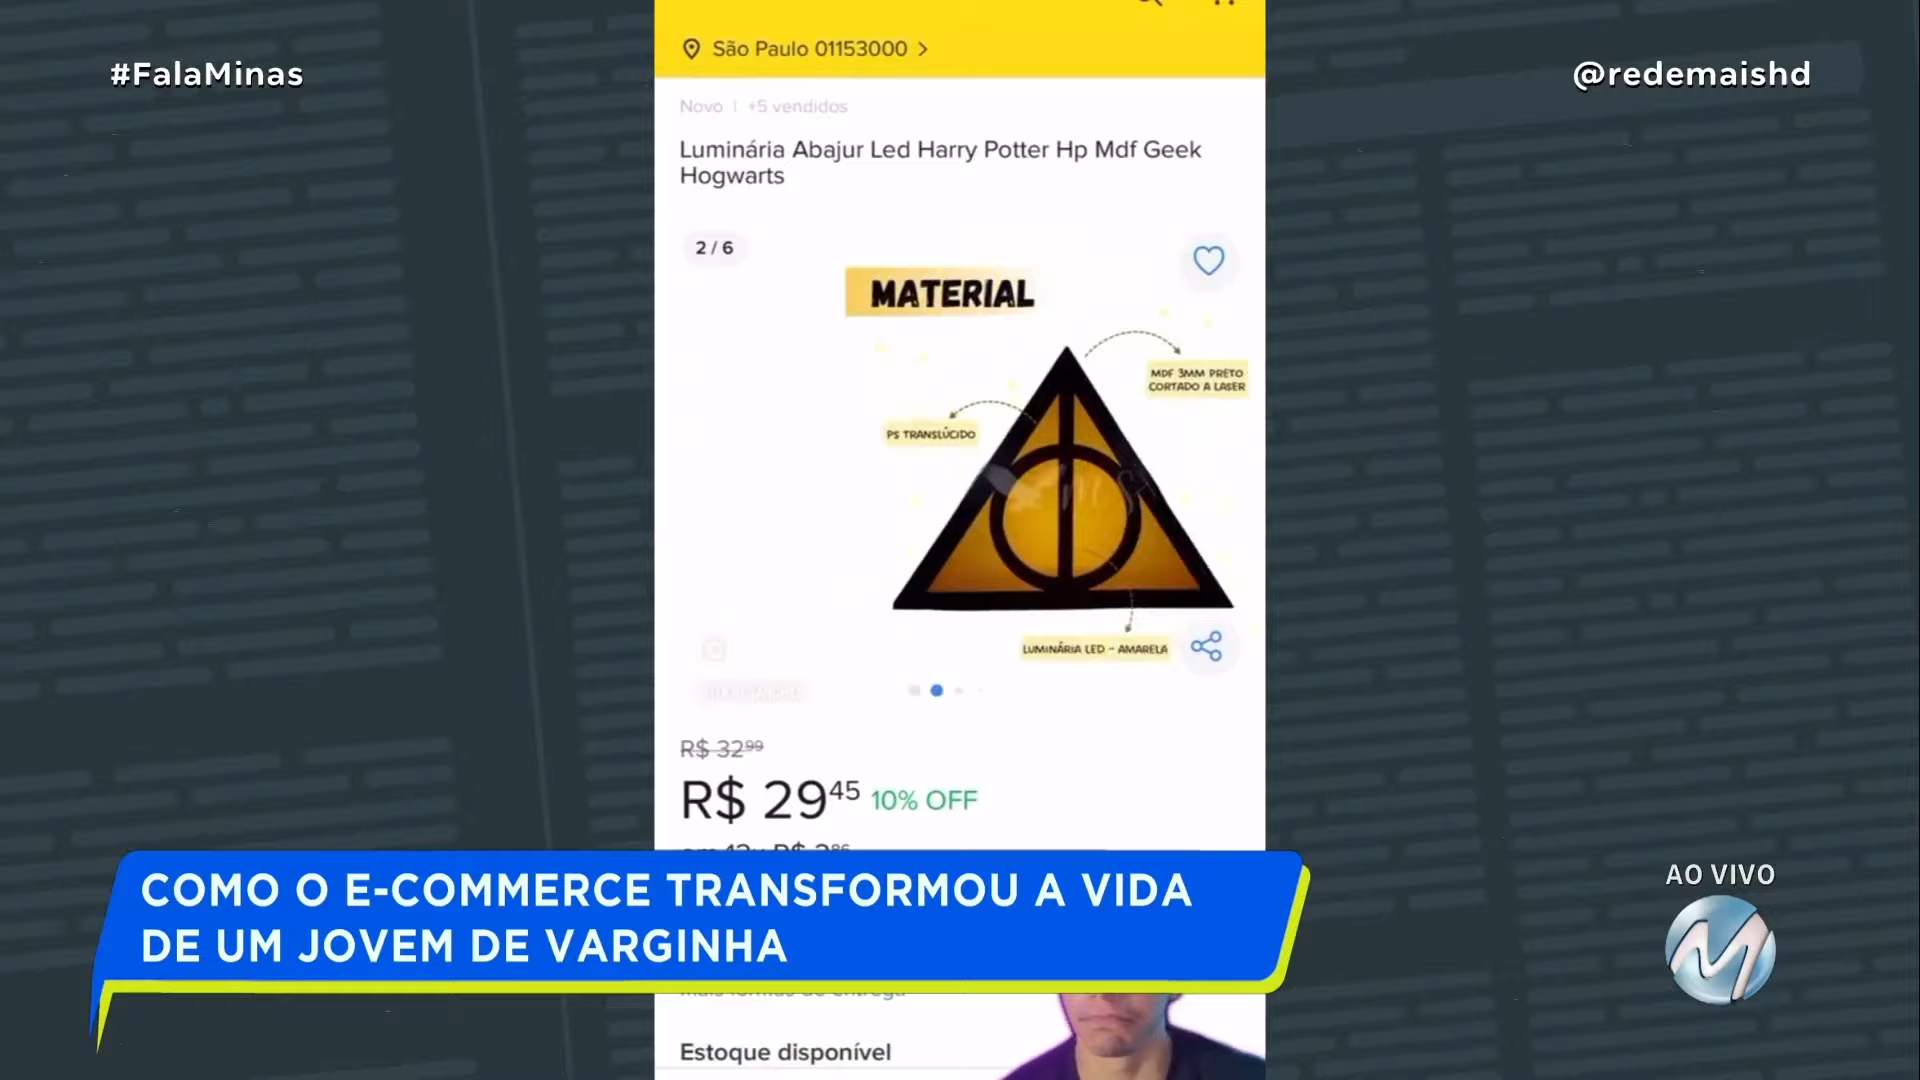 #FalaMinas
@redemaishd
São Paulo 01153000
Novo | +5 vendidos
Luminária Abajur Led Harry Potter Hp Mdf Geek
Hogwarts
2 / 6
MATERIAL
MDF 3MM PRETO
CORTADO A LASER
PS TRANSLÚCIDO
LUMINÁRIA LED - AMARELA
R$ 32⁹⁹
R$ 29⁴⁵ 10% OFF
COMO O E-COMMERCE TRANSFORMOU A VIDA
DE UM JOVEM DE VARGINHA
AO VIVO
M
Estoque disponível